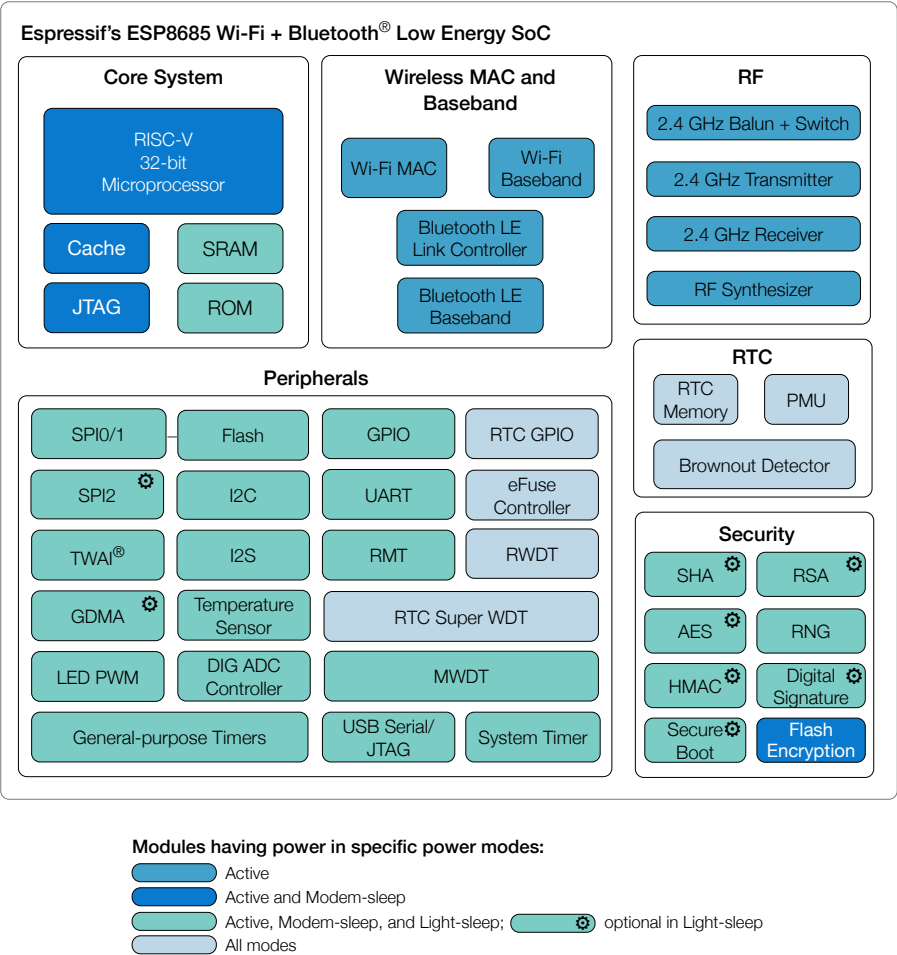 Espressif's ESP8685 Wi-Fi + Bluetooth® Low Energy SoC
Core System
RISC-V
32-bit
Microprocessor
Cache
SRAM
JTAG
ROM
Wireless MAC and
Baseband
Wi-Fi MAC
Wi-Fi
Baseband
Bluetooth LE
Link Controller
Bluetooth LE
Baseband
RF
2.4 GHz Balun + Switch
2.4 GHz Transmitter
2.4 GHz Receiver
RF Synthesizer
RTC
RTC
Memory
PMU
Brownout Detector
Peripherals
SPI0/1
Flash
GPIO
RTC GPIO
SPI2
I2C
UART
eFuse
Controller
TWAI®
I2S
RMT
RWDT
GDMA
Temperature
Sensor
RTC Super WDT
LED PWM
DIG ADC
Controller
MWDT
General-purpose Timers
USB Serial/
JTAG
System Timer
Security
SHA
RSA
AES
RNG
HMAC
Digital
Signature
Secure
Boot
Flash
Encryption
Modules having power in specific power modes:
Active
Active and Modem-sleep
Active, Modem-sleep, and Light-sleep; optional in Light-sleep
All modes